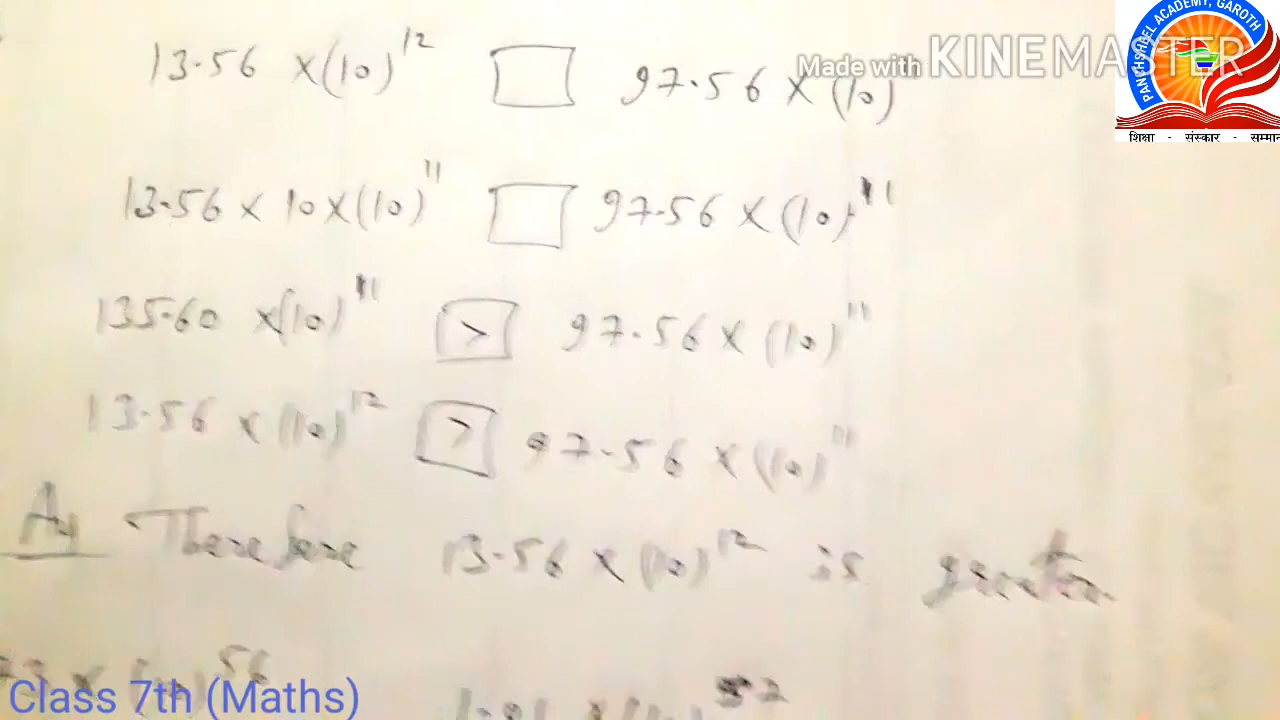 13.56 ×(10)¹² □ 97.56 × (10)
Made with KINEMASTER
PANCHSHEEL ACADEMY, GAROTH
शिक्षा - संस्कार - सम्मान
13.56 × 10 × (10)¹¹ □ 97.56 × (10)¹¹
135.60 ×(10)¹¹ > 97.56 × (10)¹¹
13.56 × (10)¹² > 97.56 × (10)¹¹
Ans Therefore 13.56 × (10)¹² is greater
Class 7th (Maths)